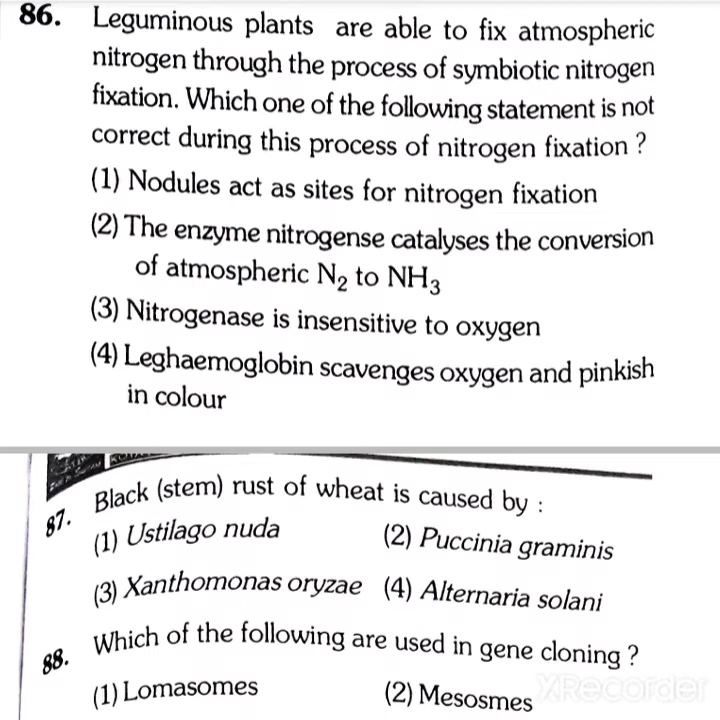 86. Leguminous plants are able to fix atmospheric
nitrogen through the process of symbiotic nitrogen
fixation. Which one of the following statement is not
correct during this process of nitrogen fixation ?
(1) Nodules act as sites for nitrogen fixation
(2) The enzyme nitrogense catalyses the conversion
of atmospheric N₂ to NH₃
(3) Nitrogenase is insensitive to oxygen
(4) Leghaemoglobin scavenges oxygen and pinkish
in colour
87. Black (stem) rust of wheat is caused by :
(1) Ustilago nuda (2) Puccinia graminis
(3) Xanthomonas oryzae (4) Alternaria solani
88. Which of the following are used in gene cloning ?
(1) Lomasomes (2) Mesosmes
XRecorder